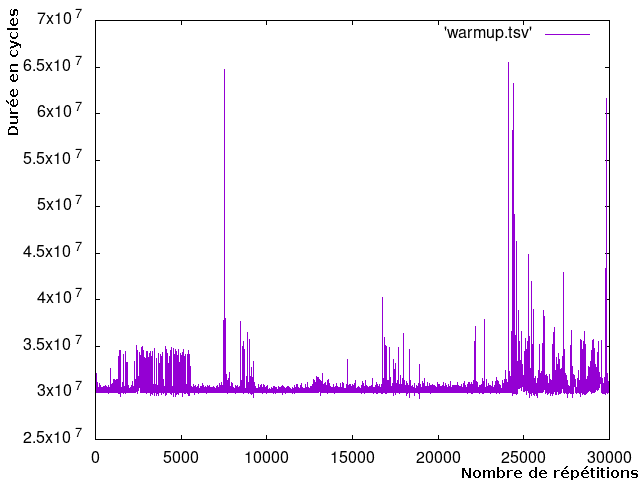 Durée en cycles
'warmup.tsv'
7x10^7
6.5x10^7
6x10^7
5.5x10^7
5x10^7
4.5x10^7
4x10^7
3.5x10^7
3x10^7
2.5x10^7
0 5000 10000 15000 20000 25000 30000
Nombre de répétitions